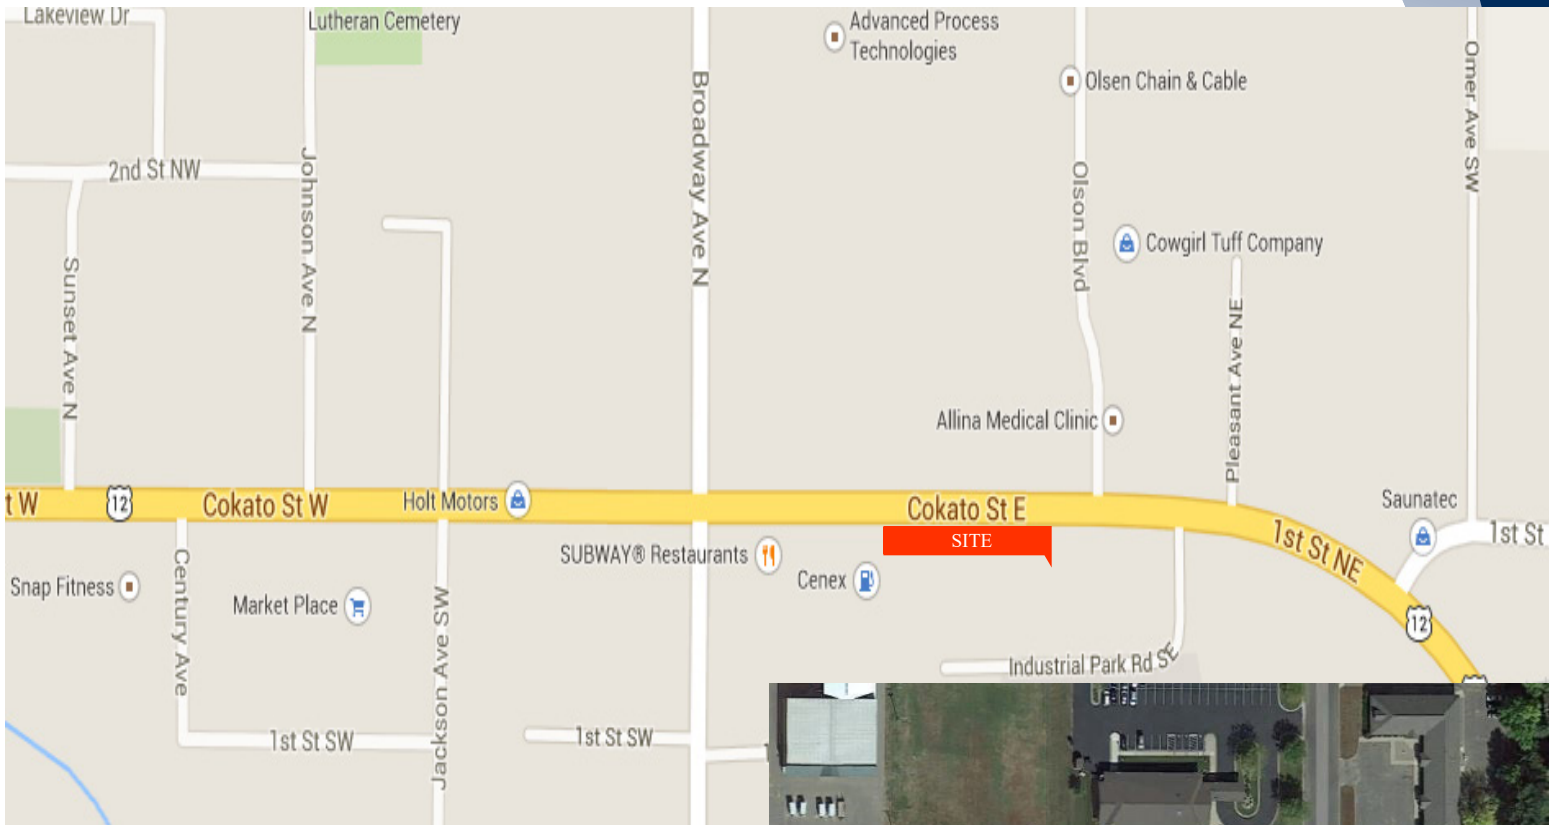 Lakeview Dr
Lutheran Cemetery
Advanced Process
Technologies
Olsen Chain & Cable
Omer Ave SW
Broadway Ave N
2nd St NW
Johnson Ave N
Olson Blvd
Cowgirl Tuff Company
Sunset Ave N
Pleasant Ave NE
Allina Medical Clinic
t W
12
Cokato St W
Holt Motors
Cokato St E
Saunatec
1st St
1st St NE
SITE
SUBWAY® Restaurants
Cenex
Snap Fitness
Century Ave
Market Place
Jackson Ave SW
12
Industrial Park Rd SE
1st St SW
1st St SW